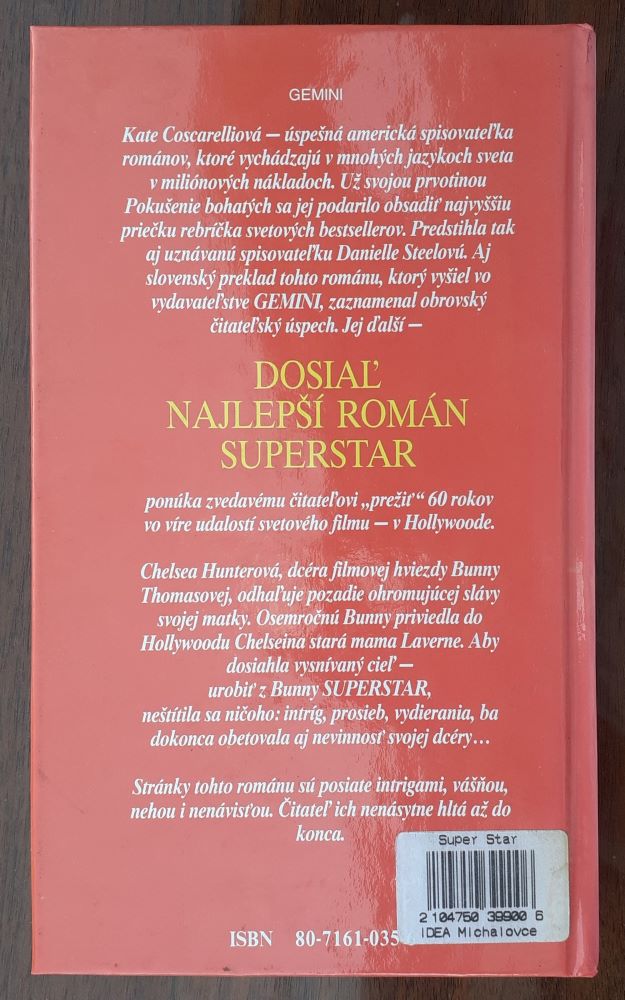 GEMINI
Kate Coscarelliová — úspešná americká spisovateľka
románov, ktoré vychádzajú v mnohých jazykoch sveta
v miliónových nákladoch. Už svojou prvotinou
Pokušenie bohatých sa jej podarilo obsadiť najvyššiu
priečku rebríčka svetových bestsellerov. Predstihla tak
aj uznávanú spisovateľku Danielle Steelovú. Aj
slovenský preklad tohto románu, ktorý vyšiel vo
vydavateľstve GEMINI, zaznamenal obrovský
čitateľský úspech. Jej ďalší —
DOSIAĽ
NAJLEPŠÍ ROMÁN
SUPERSTAR
ponúka zvedavému čitateľovi „prežiť“ 60 rokov
vo víre udalostí svetového filmu — v Hollywoode.
Chelsea Hunterová, dcéra filmovej hviezdy Bunny
Thomasovej, odhaľuje pozadie ohromujúcej slávy
svojej matky. Osemročnú Bunny priviedla do
Hollywoodu Chelseina stará mama Laverne. Aby
dosiahla vysnívaný cieľ —
urobiť z Bunny SUPERSTAR,
neštítila sa ničoho: intríg, prosieb, vydierania, ba
dokonca obetovala aj nevinnosť svojej dcéry...
Stránky tohto románu sú posiate intrigami, vášňou,
nehou i nenávisťou. Čitateľ ich nenásytne hltá až do
konca.
Super Star
2 104750 39900 6
IDEA Michalovce
ISBN 80-7161-035